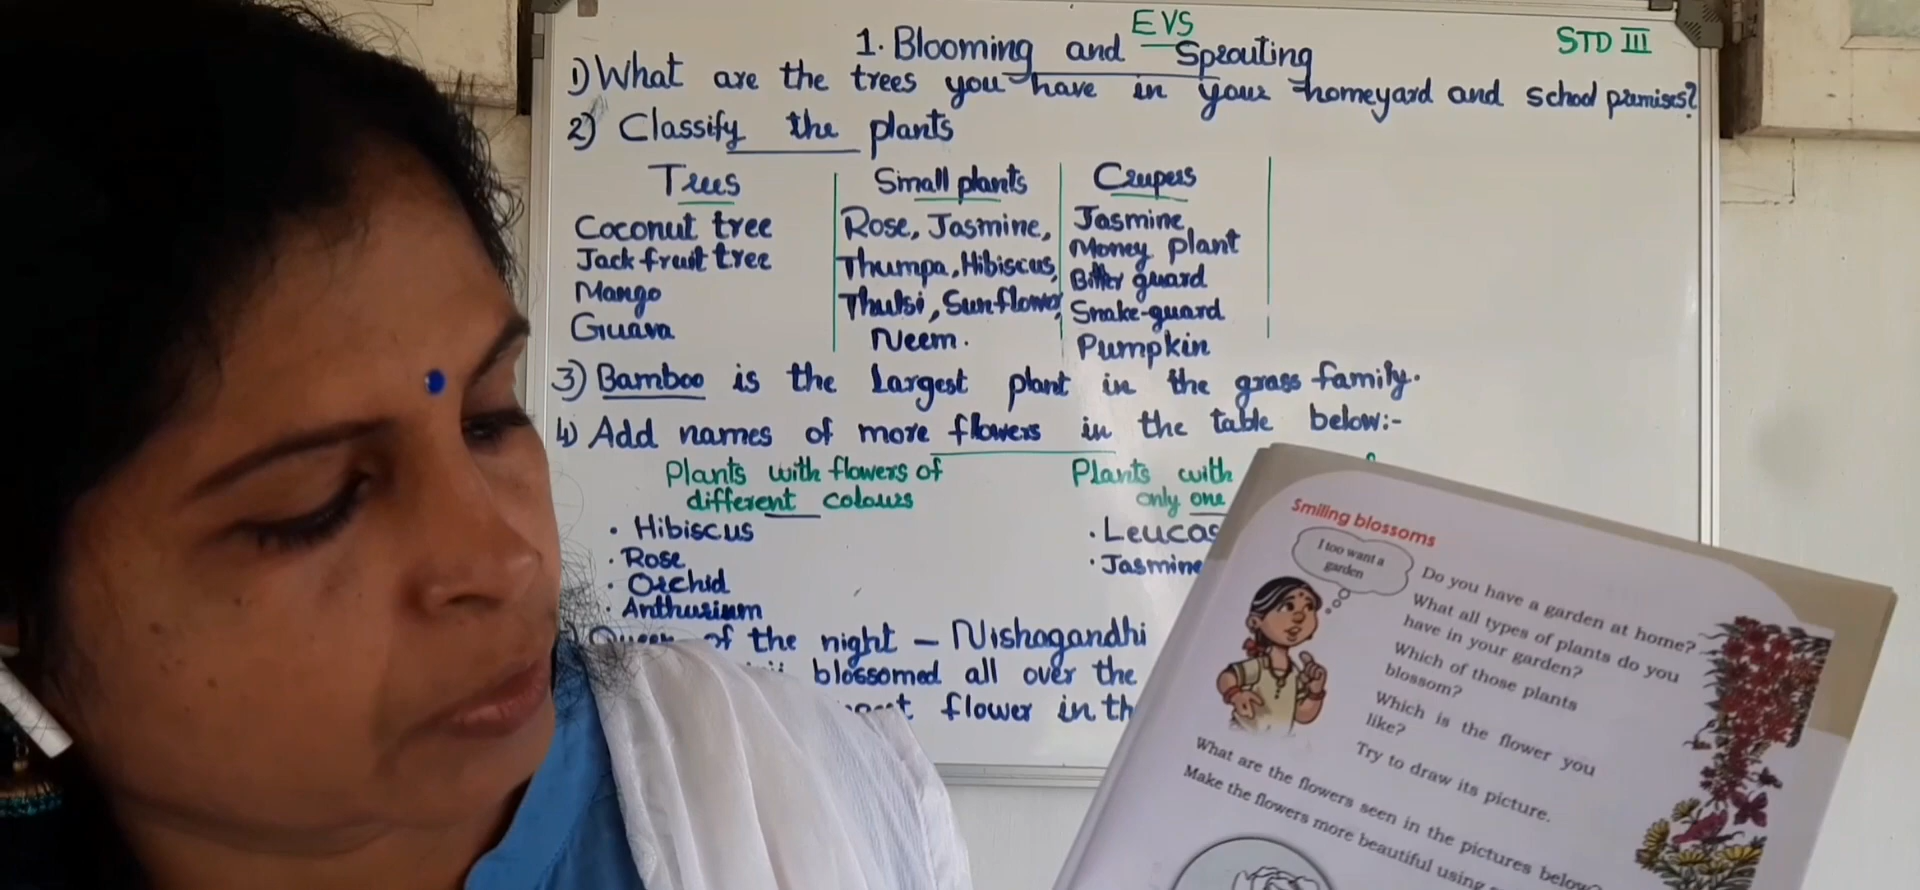 EVS
STD III
1. Blooming and Sprouting
1) What are the trees you have in your homeyard and school premises?
2) Classify the plants
Trees
Coconut tree
Jack fruit tree
Mango
Guava
Small plants
Rose, Jasmine,
Thumpa, Hibiscus,
Thulsi, Sunflower,
Neem.
Creepers
Jasmine
Money plant
Bitter guard
Snake-guard
Pumpkin
3) Bamboo is the largest plant in the grass family.
4) Add names of more flowers in the table below:-
Plants with flowers of
different colours
• Hibiscus
• Rose
• Orchid
• Anthurium
Plants with
only one
• Leucas
• Jasmine
Queen of the night - Nishagandhi
blossomed all over the
flower in th
Smiling blossoms
I too want a
garden
Do you have a garden at home?
What all types of plants do you
have in your garden?
Which of those plants
blossom?
Which is the flower you
like?
Try to draw its picture.
What are the flowers seen in the pictures below?
Make the flowers more beautiful using